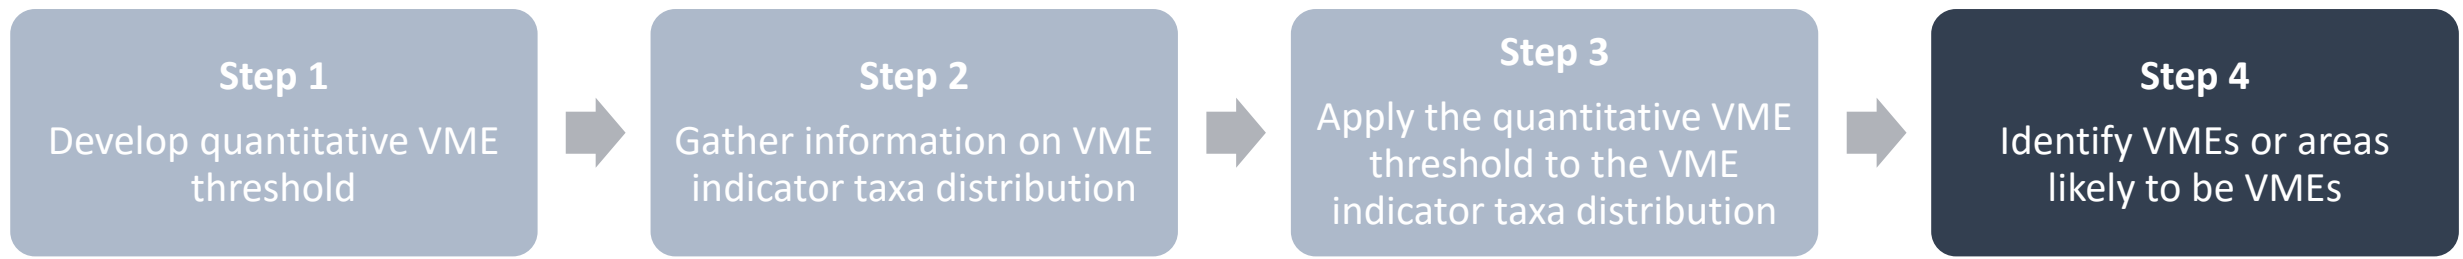 Step 1
Develop quantitative VME
threshold
Step 2
Gather information on VME
indicator taxa distribution
Step 3
Apply the quantitative VME
threshold to the VME
indicator taxa distribution
Step 4
Identify VMEs or areas
likely to be VMEs